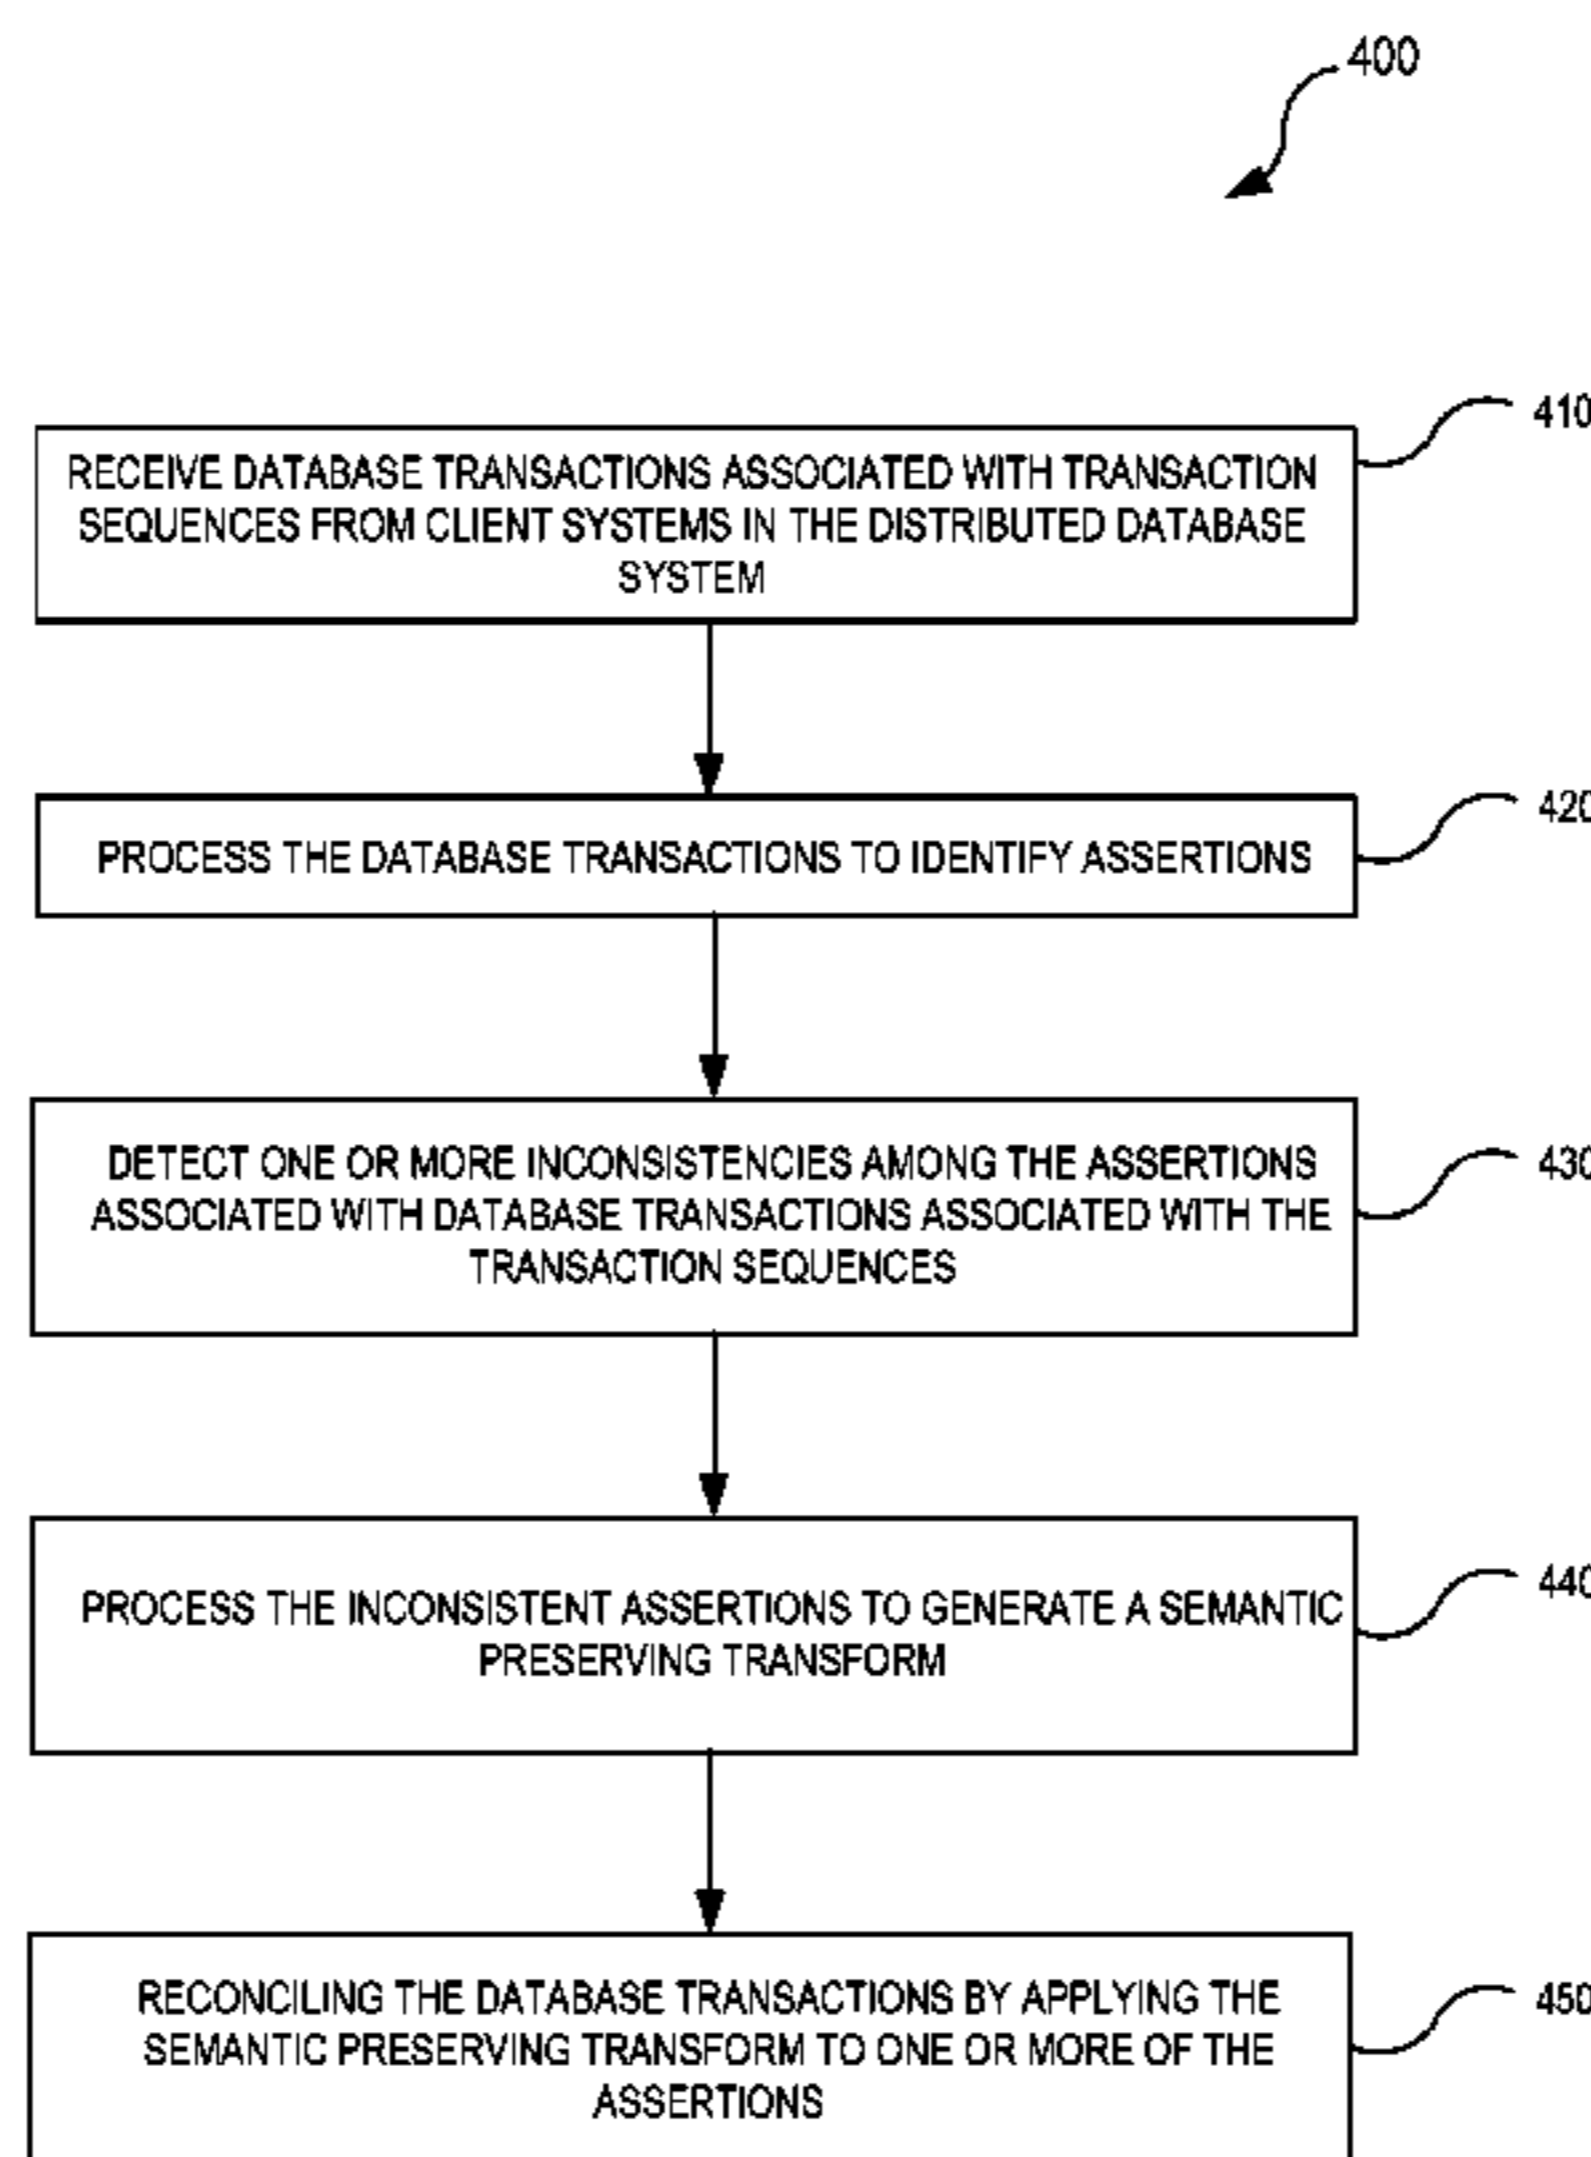 400
410
RECEIVE DATABASE TRANSACTIONS ASSOCIATED WITH TRANSACTION
SEQUENCES FROM CLIENT SYSTEMS IN THE DISTRIBUTED DATABASE
SYSTEM
420
PROCESS THE DATABASE TRANSACTIONS TO IDENTIFY ASSERTIONS
430
DETECT ONE OR MORE INCONSISTENCIES AMONG THE ASSERTIONS
ASSOCIATED WITH DATABASE TRANSACTIONS ASSOCIATED WITH THE
TRANSACTION SEQUENCES
440
PROCESS THE INCONSISTENT ASSERTIONS TO GENERATE A SEMANTIC
PRESERVING TRANSFORM
450
RECONCILING THE DATABASE TRANSACTIONS BY APPLYING THE
SEMANTIC PRESERVING TRANSFORM TO ONE OR MORE OF THE
ASSERTIONS